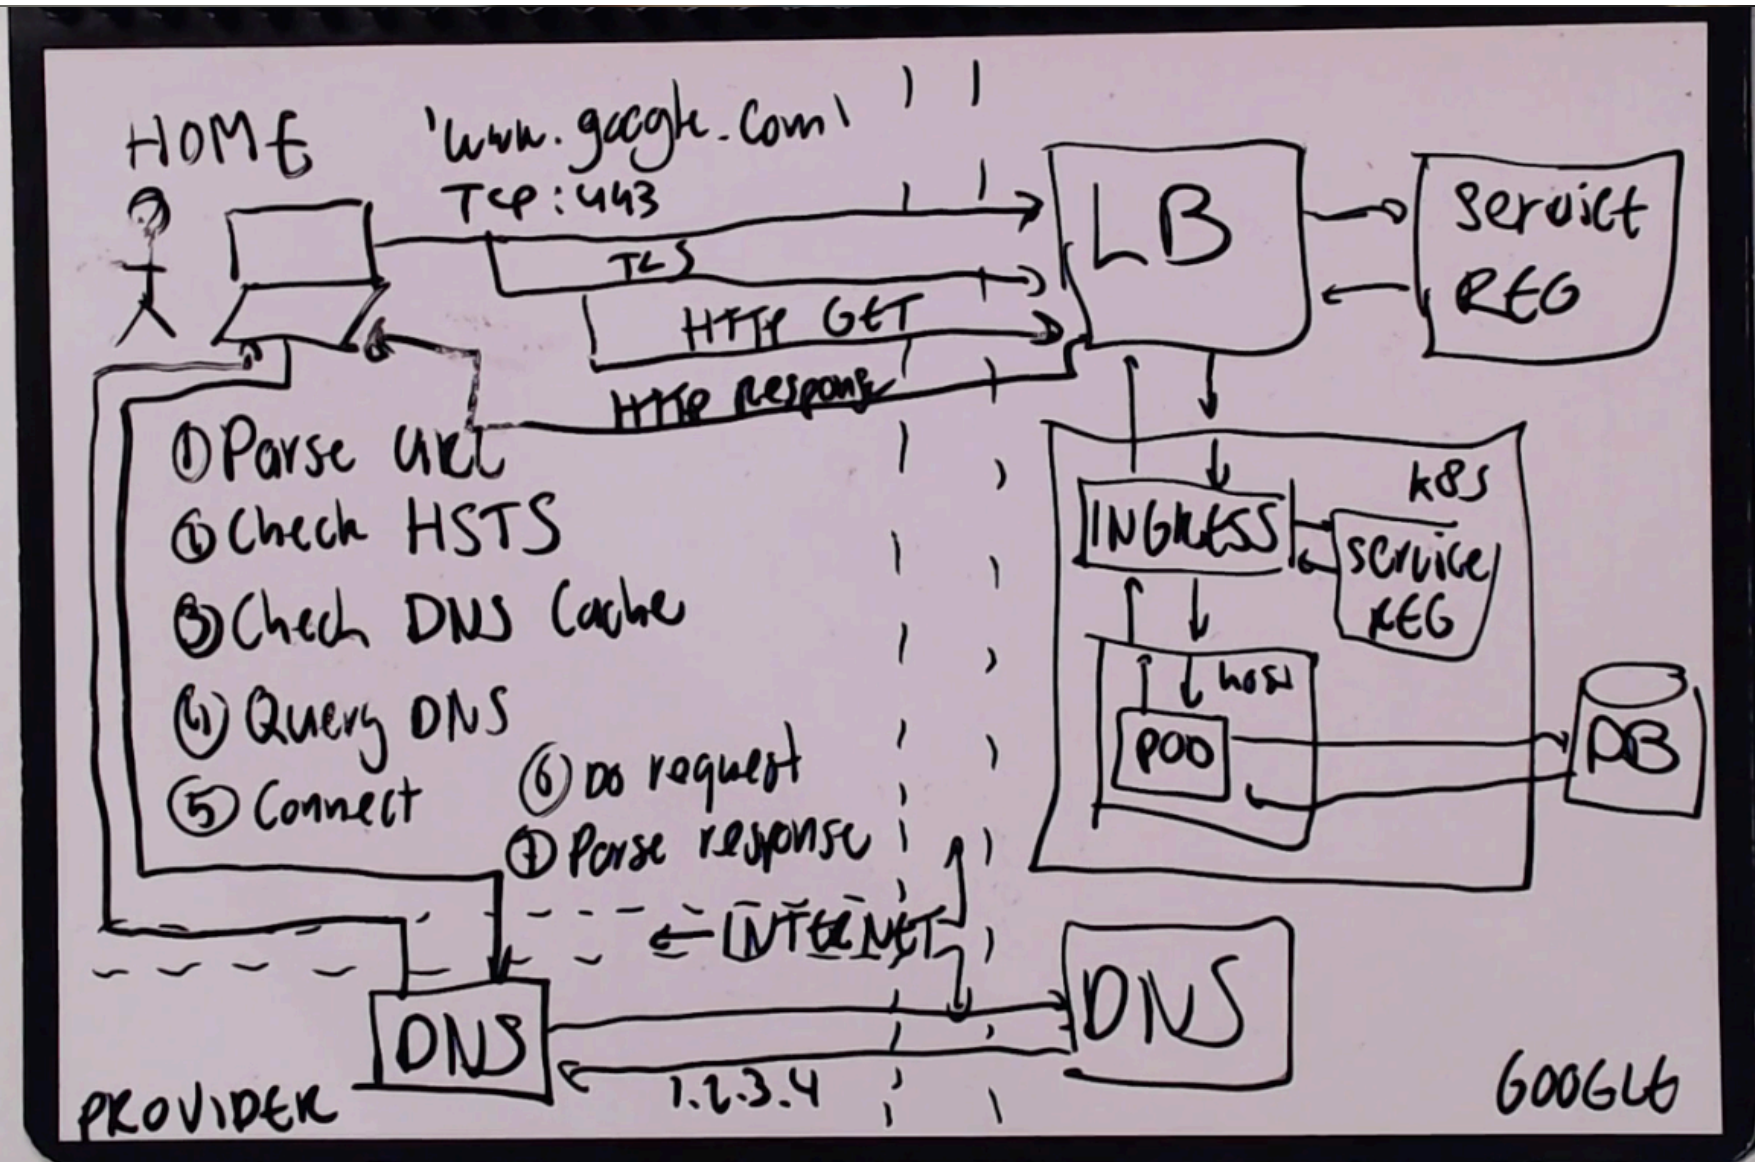 HOME
'www.google.com'
TCP:443
TLS
HTTP GET
HTTP Response
LB
Service
REG
① Parse URL
② Check HSTS
③ Check DNS Cache
④ Query DNS
⑤ Connect
⑥ Do request
⑦ Parse response
k8s
INGRESS
Service
REG
host
POD
DB
INTERNET
DNS
DNS
1.2.3.4
PROVIDER
GOOGLE